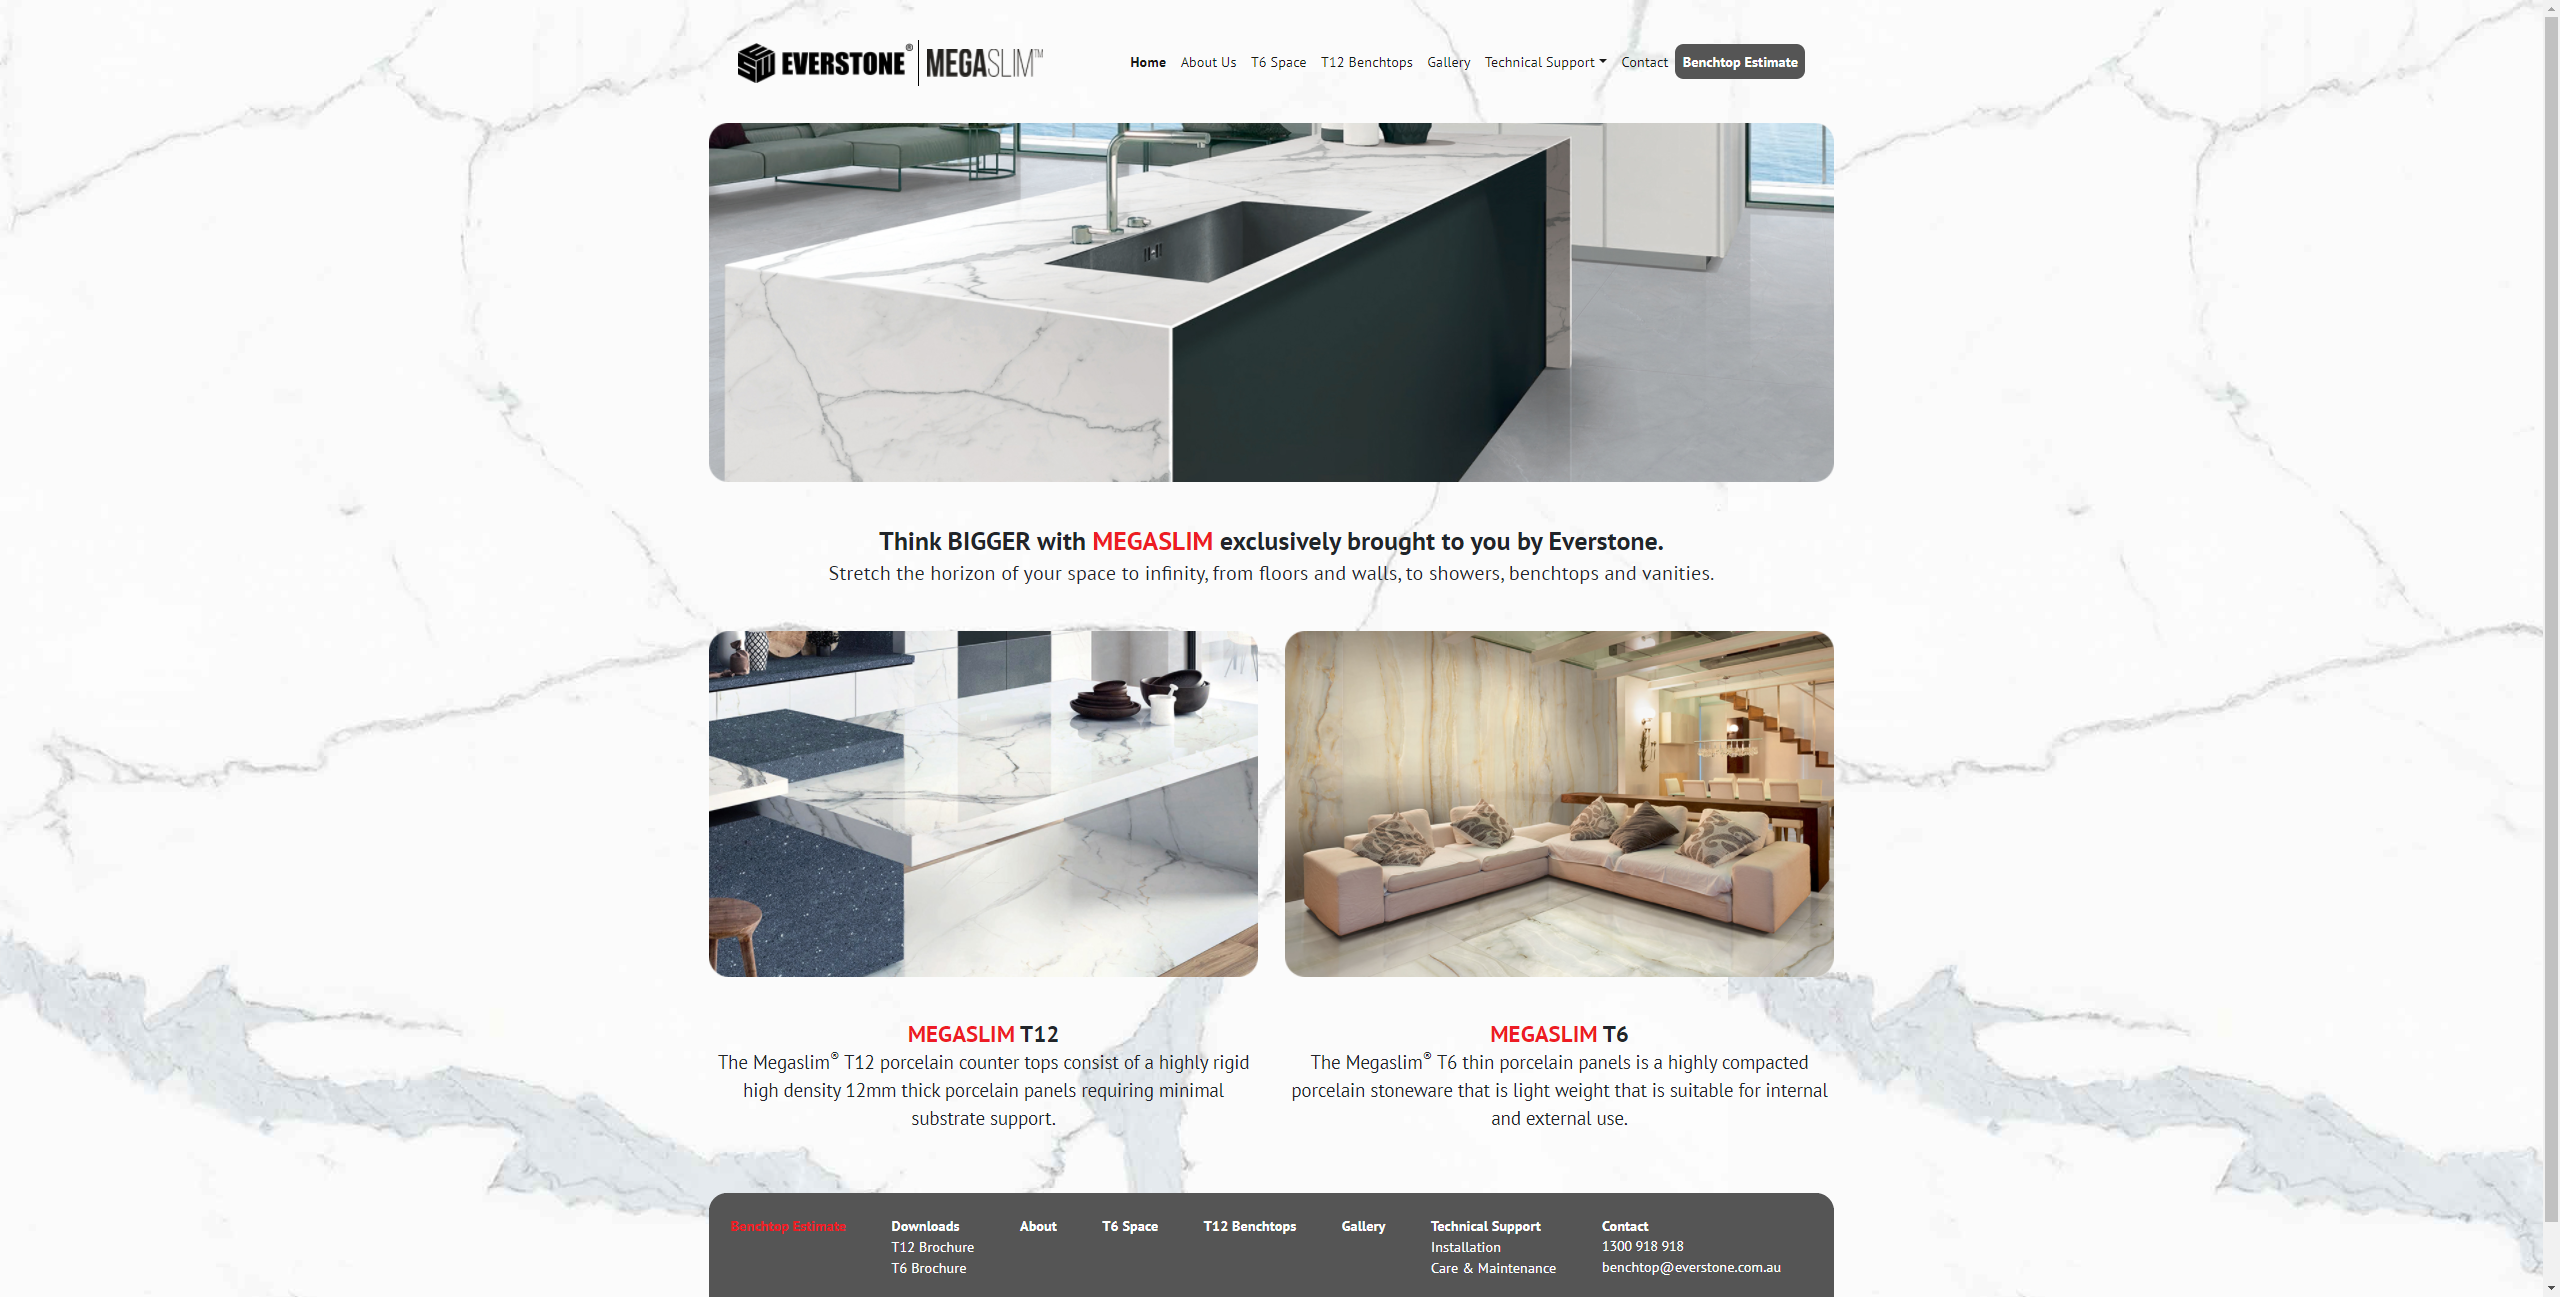 EVERSTONE® MEGASLIM™
Home About Us T6 Space T12 Benchtops Gallery Technical Support Contact Benchtop Estimate
Think BIGGER with MEGASLIM exclusively brought to you by Everstone.
Stretch the horizon of your space to infinity, from floors and walls, to showers, benchtops and vanities.
MEGASLIM T12
The Megaslim® T12 porcelain counter tops consist of a highly rigid
high density 12mm thick porcelain panels requiring minimal
substrate support.
MEGASLIM T6
The Megaslim® T6 thin porcelain panels is a highly compacted
porcelain stoneware that is light weight that is suitable for internal
and external use.
Benchtop Estimate
Downloads
T12 Brochure
T6 Brochure
About
T6 Space
T12 Benchtops
Gallery
Technical Support
Installation
Care & Maintenance
Contact
1300 918 918
benchtop@everstone.com.au